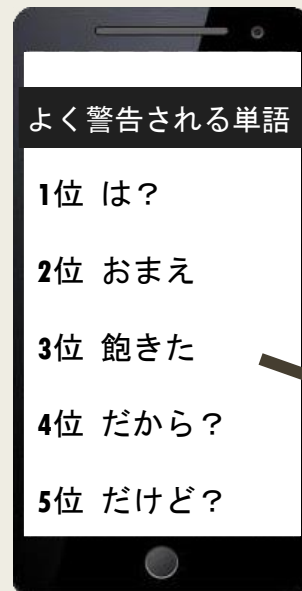 よく警告される単語
1位 は？
2位 おまえ
3位 飽きた
4位 だから？
5位 だけど？